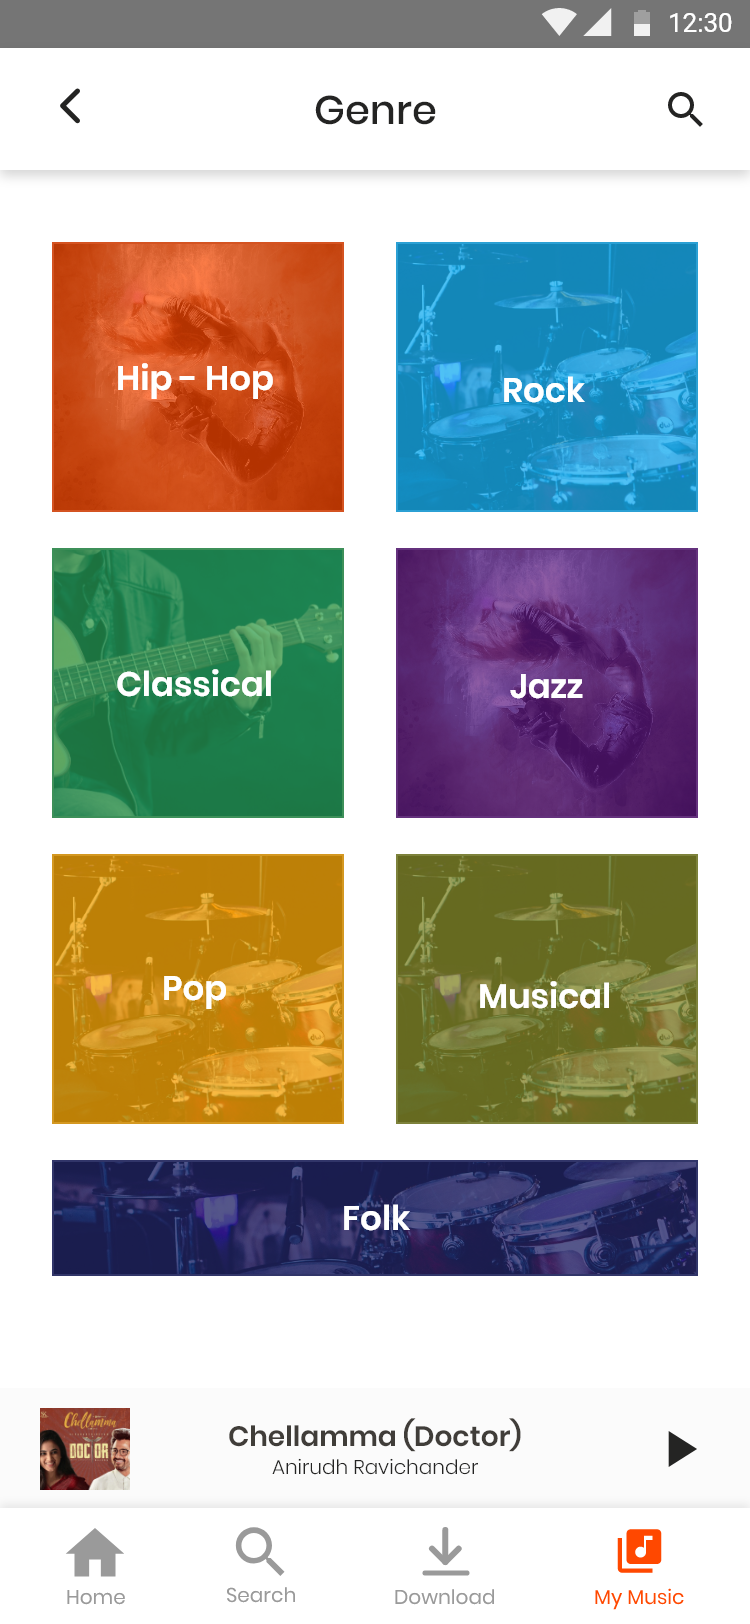 12:30
Genre
Hip - Hop
Rock
Classical
Jazz
Pop
Musical
Folk
Chellamma
DOCTOR
Chellamma (Doctor)
Anirudh Ravichander
Home
Search
Download
My Music